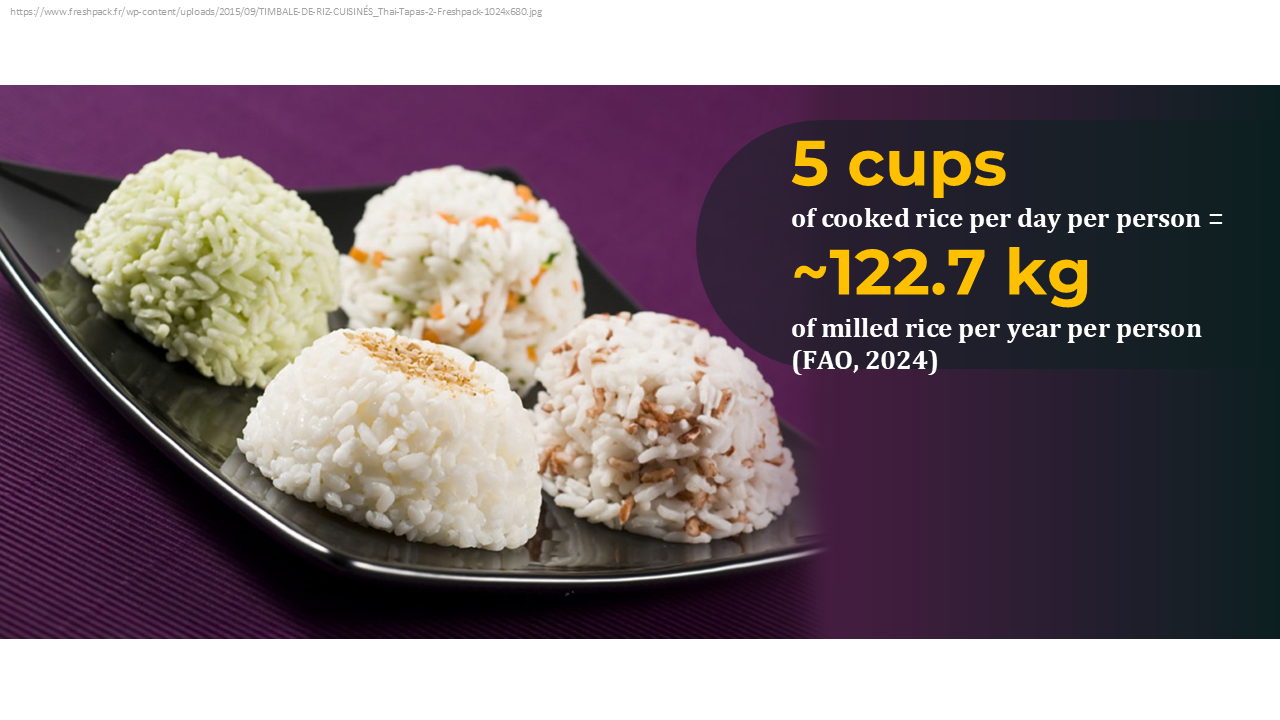 https://www.freshpack.fr/wp-content/uploads/2015/09/TIMBALE-DE-RIZ-CUISINÉS_Thai-Tapas-2-Freshpack-1024x680.jpg
5 cups
of cooked rice per day per person =
~122.7 kg
of milled rice per year per person
(FAO, 2024)